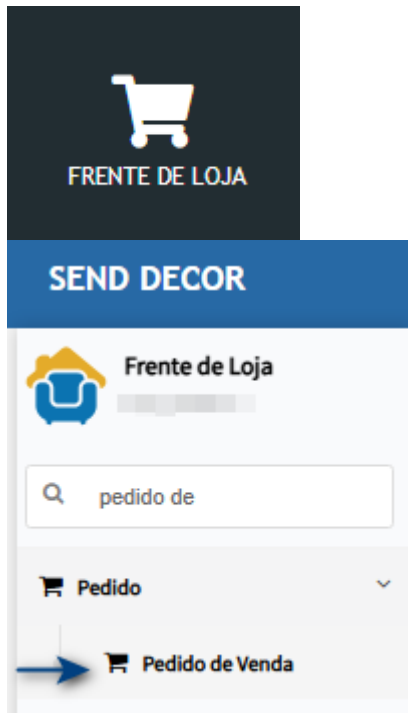 FRENTE DE LOJA
SEND DECOR
Frente de Loja
pedido de
Pedido
Pedido de Venda